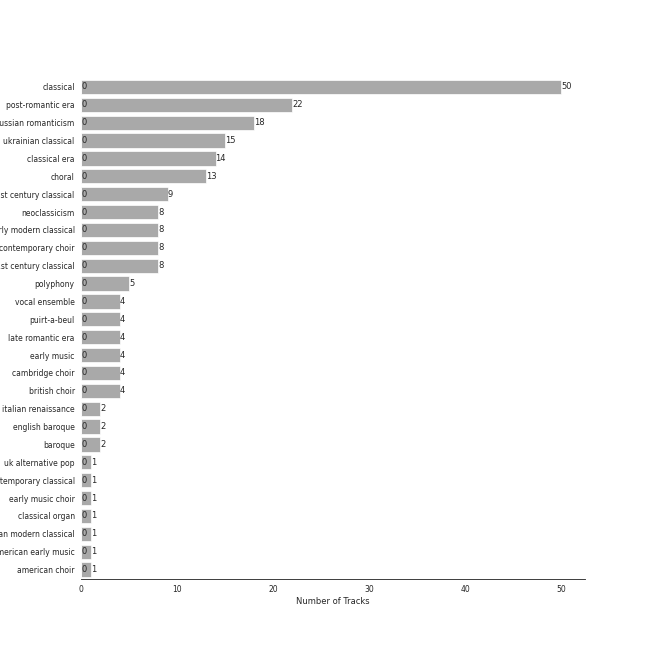 classical 0 50
post-romantic era 0 22
ussian romanticism 0 18
ukrainian classical 0 15
classical era 0 14
choral 0 13
st century classical 0 9
neoclassicism 0 8
rly modern classical 0 8
contemporary choir 0 8
st century classical 0 8
polyphony 0 5
vocal ensemble 0 4
puirt-a-beul 0 4
late romantic era 0 4
early music 0 4
cambridge choir 0 4
british choir 0 4
italian renaissance 0 2
english baroque 0 2
baroque 0 2
uk alternative pop 0 1
temporary classical 0 1
early music choir 0 1
classical organ 0 1
an modern classical 0 1
merican early music 0 1
american choir 0 1
0 10 20 30 40 50
Number of Tracks